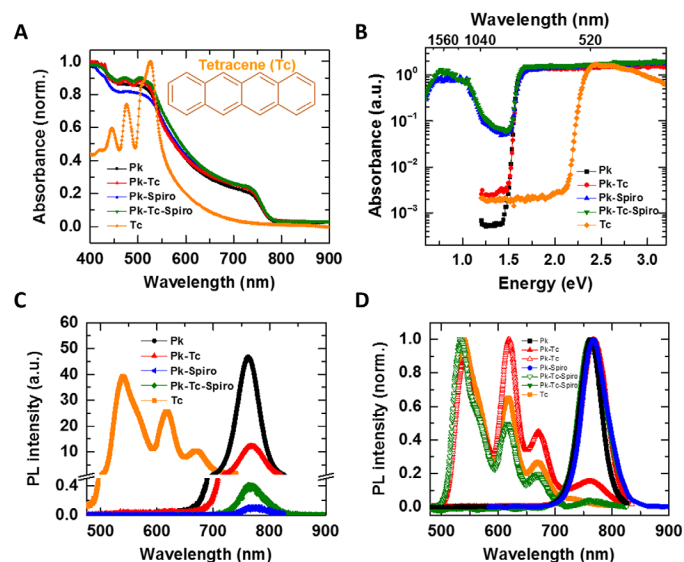 A
Tetracene (Tc)
Absorbance (norm.)
1.0
0.8
0.6
0.4
0.2
0.0
Pk
Pk-Tc
Pk-Spiro
Pk-Tc-Spiro
Tc
400 500 600 700 800 900
Wavelength (nm)
B
Wavelength (nm)
1560 1040 520
Absorbance (a.u.)
10⁰
10⁻¹
10⁻²
10⁻³
Pk
Pk-Tc
Pk-Spiro
Pk-Tc-Spiro
Tc
1.0 1.5 2.0 2.5 3.0
Energy (eV)
C
PL intensity (a.u.)
60
50
40
30
20
10
0.4
0.0
Pk
Pk-Tc
Pk-Spiro
Pk-Tc-Spiro
Tc
500 600 700 800 900
Wavelength (nm)
D
PL intensity (norm.)
1.0
0.8
0.6
0.4
0.2
0.0
Pk
Pk-Tc
Pk-Tc
Pk-Spiro
Pk-Tc-Spiro
Pk-Tc-Spiro
Tc
500 600 700 800 900
Wavelength (nm)